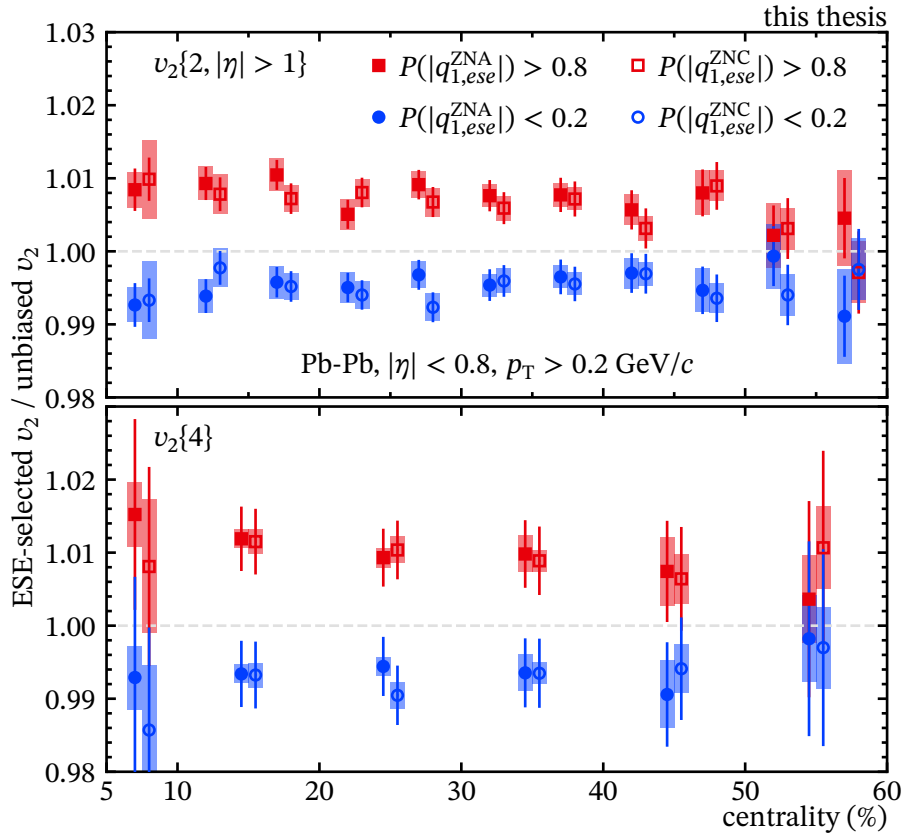 this thesis
1.03
v₂{2, |η| > 1}
P(|q₁,ₑₛₑ^ZNA|) > 0.8
P(|q₁,ₑₛₑ^ZNC|) > 0.8
P(|q₁,ₑₛₑ^ZNA|) < 0.2
P(|q₁,ₑₛₑ^ZNC|) < 0.2
1.02
1.01
1.00
0.99
Pb-Pb, |η| < 0.8, p_T > 0.2 GeV/c
0.98
ESE-selected v₂ / unbiased v₂
v₂{4}
1.02
1.01
1.00
0.99
0.98
5 10 20 30 40 50 60
centrality (%)